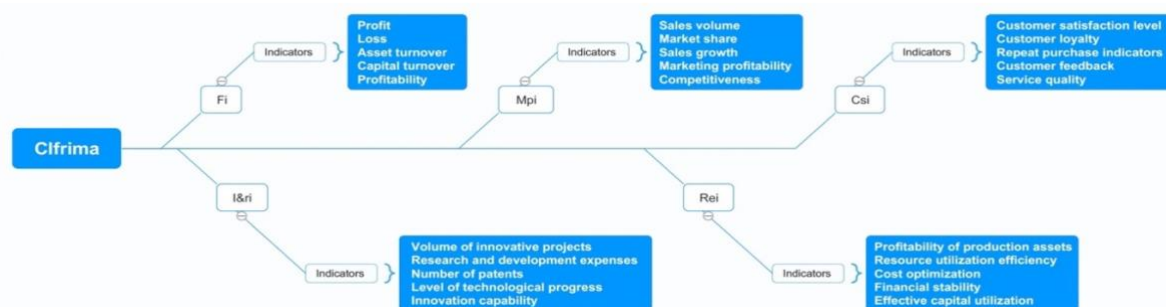 CIfrima
Fi
Indicators
Profit
Loss
Asset turnover
Capital turnover
Profitability
Mpi
Indicators
Sales volume
Market share
Sales growth
Marketing profitability
Competitiveness
Csi
Indicators
Customer satisfaction level
Customer loyalty
Repeat purchase indicators
Customer feedback
Service quality
I&ri
Indicators
Volume of innovative projects
Research and development expenses
Number of patents
Level of technological progress
Innovation capability
Rei
Indicators
Profitability of production assets
Resource utilization efficiency
Cost optimization
Financial stability
Effective capital utilization